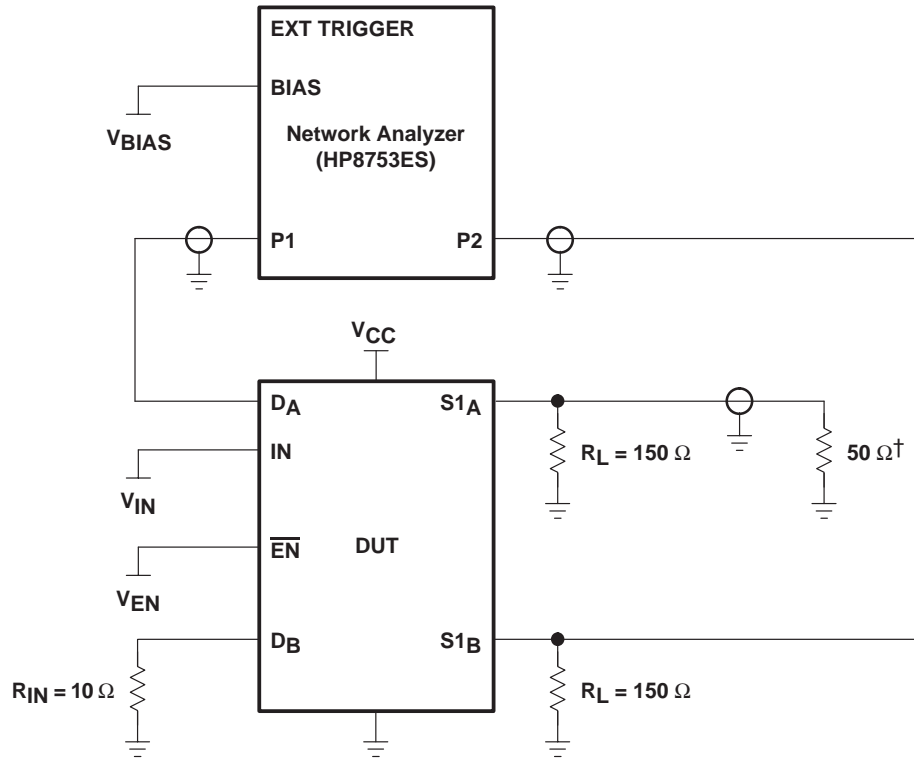 EXT TRIGGER
BIAS
VBIAS
Network Analyzer
(HP8753ES)
P1
P2
VCC
DA
S1A
IN
RL = 150 Ω
50 Ω†
VIN
EN
DUT
VEN
DB
S1B
RIN = 10 Ω
RL = 150 Ω